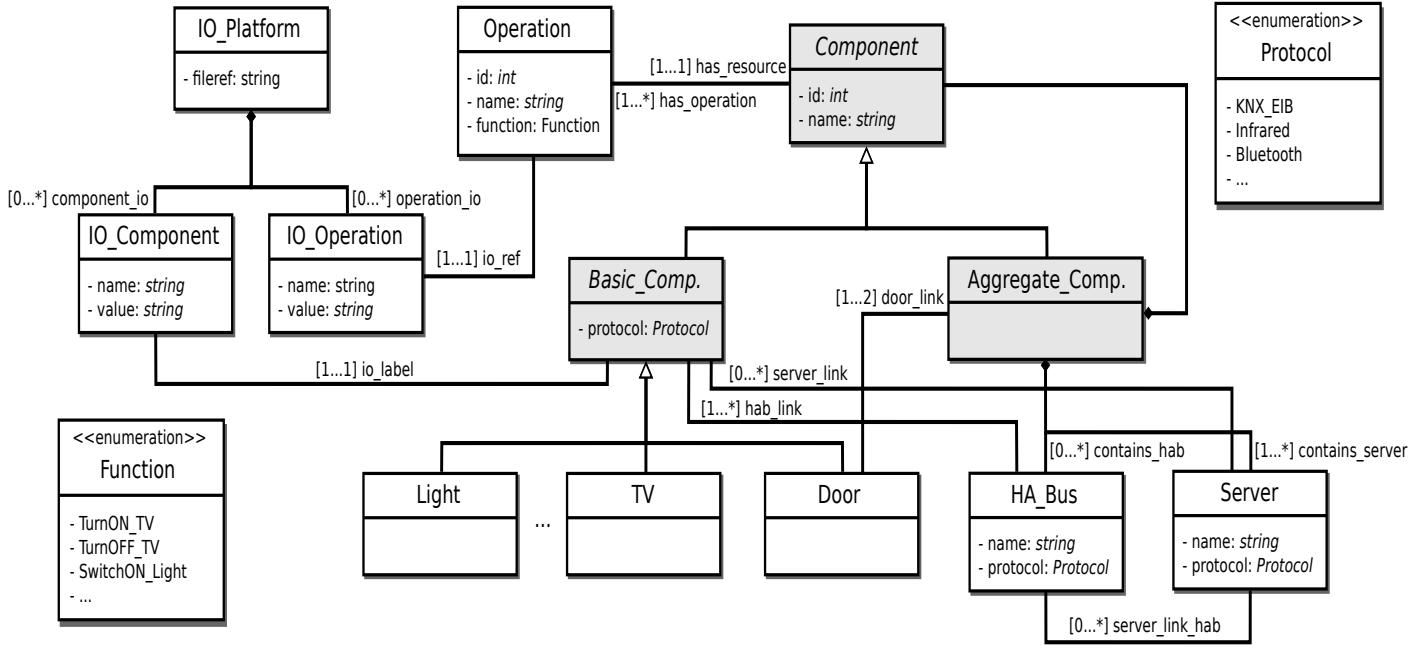 IO_Platform
- fileref: string
Operation
- id: int
- name: string
- function: Function
Component
- id: int
- name: string
<<enumeration>>
Protocol
- KNX_EIB
- Infrared
- Bluetooth
- ...
[1...1] has_resource
[1...*] has_operation
[0...*] component_io
[0...*] operation_io
IO_Component
- name: string
- value: string
IO_Operation
- name: string
- value: string
[1...1] io_ref
Basic_Comp.
- protocol: Protocol
[1...2] door_link
Aggregate_Comp.
[1...1] io_label
[0...*] server_link
[1...*] hab_link
[0...*] contains_hab
[1...*] contains_server
<<enumeration>>
Function
- TurnON_TV
- TurnOFF_TV
- SwitchON_Light
- ...
Light
...
TV
Door
HA_Bus
- name: string
- protocol: Protocol
Server
- name: string
- protocol: Protocol
[0...*] server_link_hab